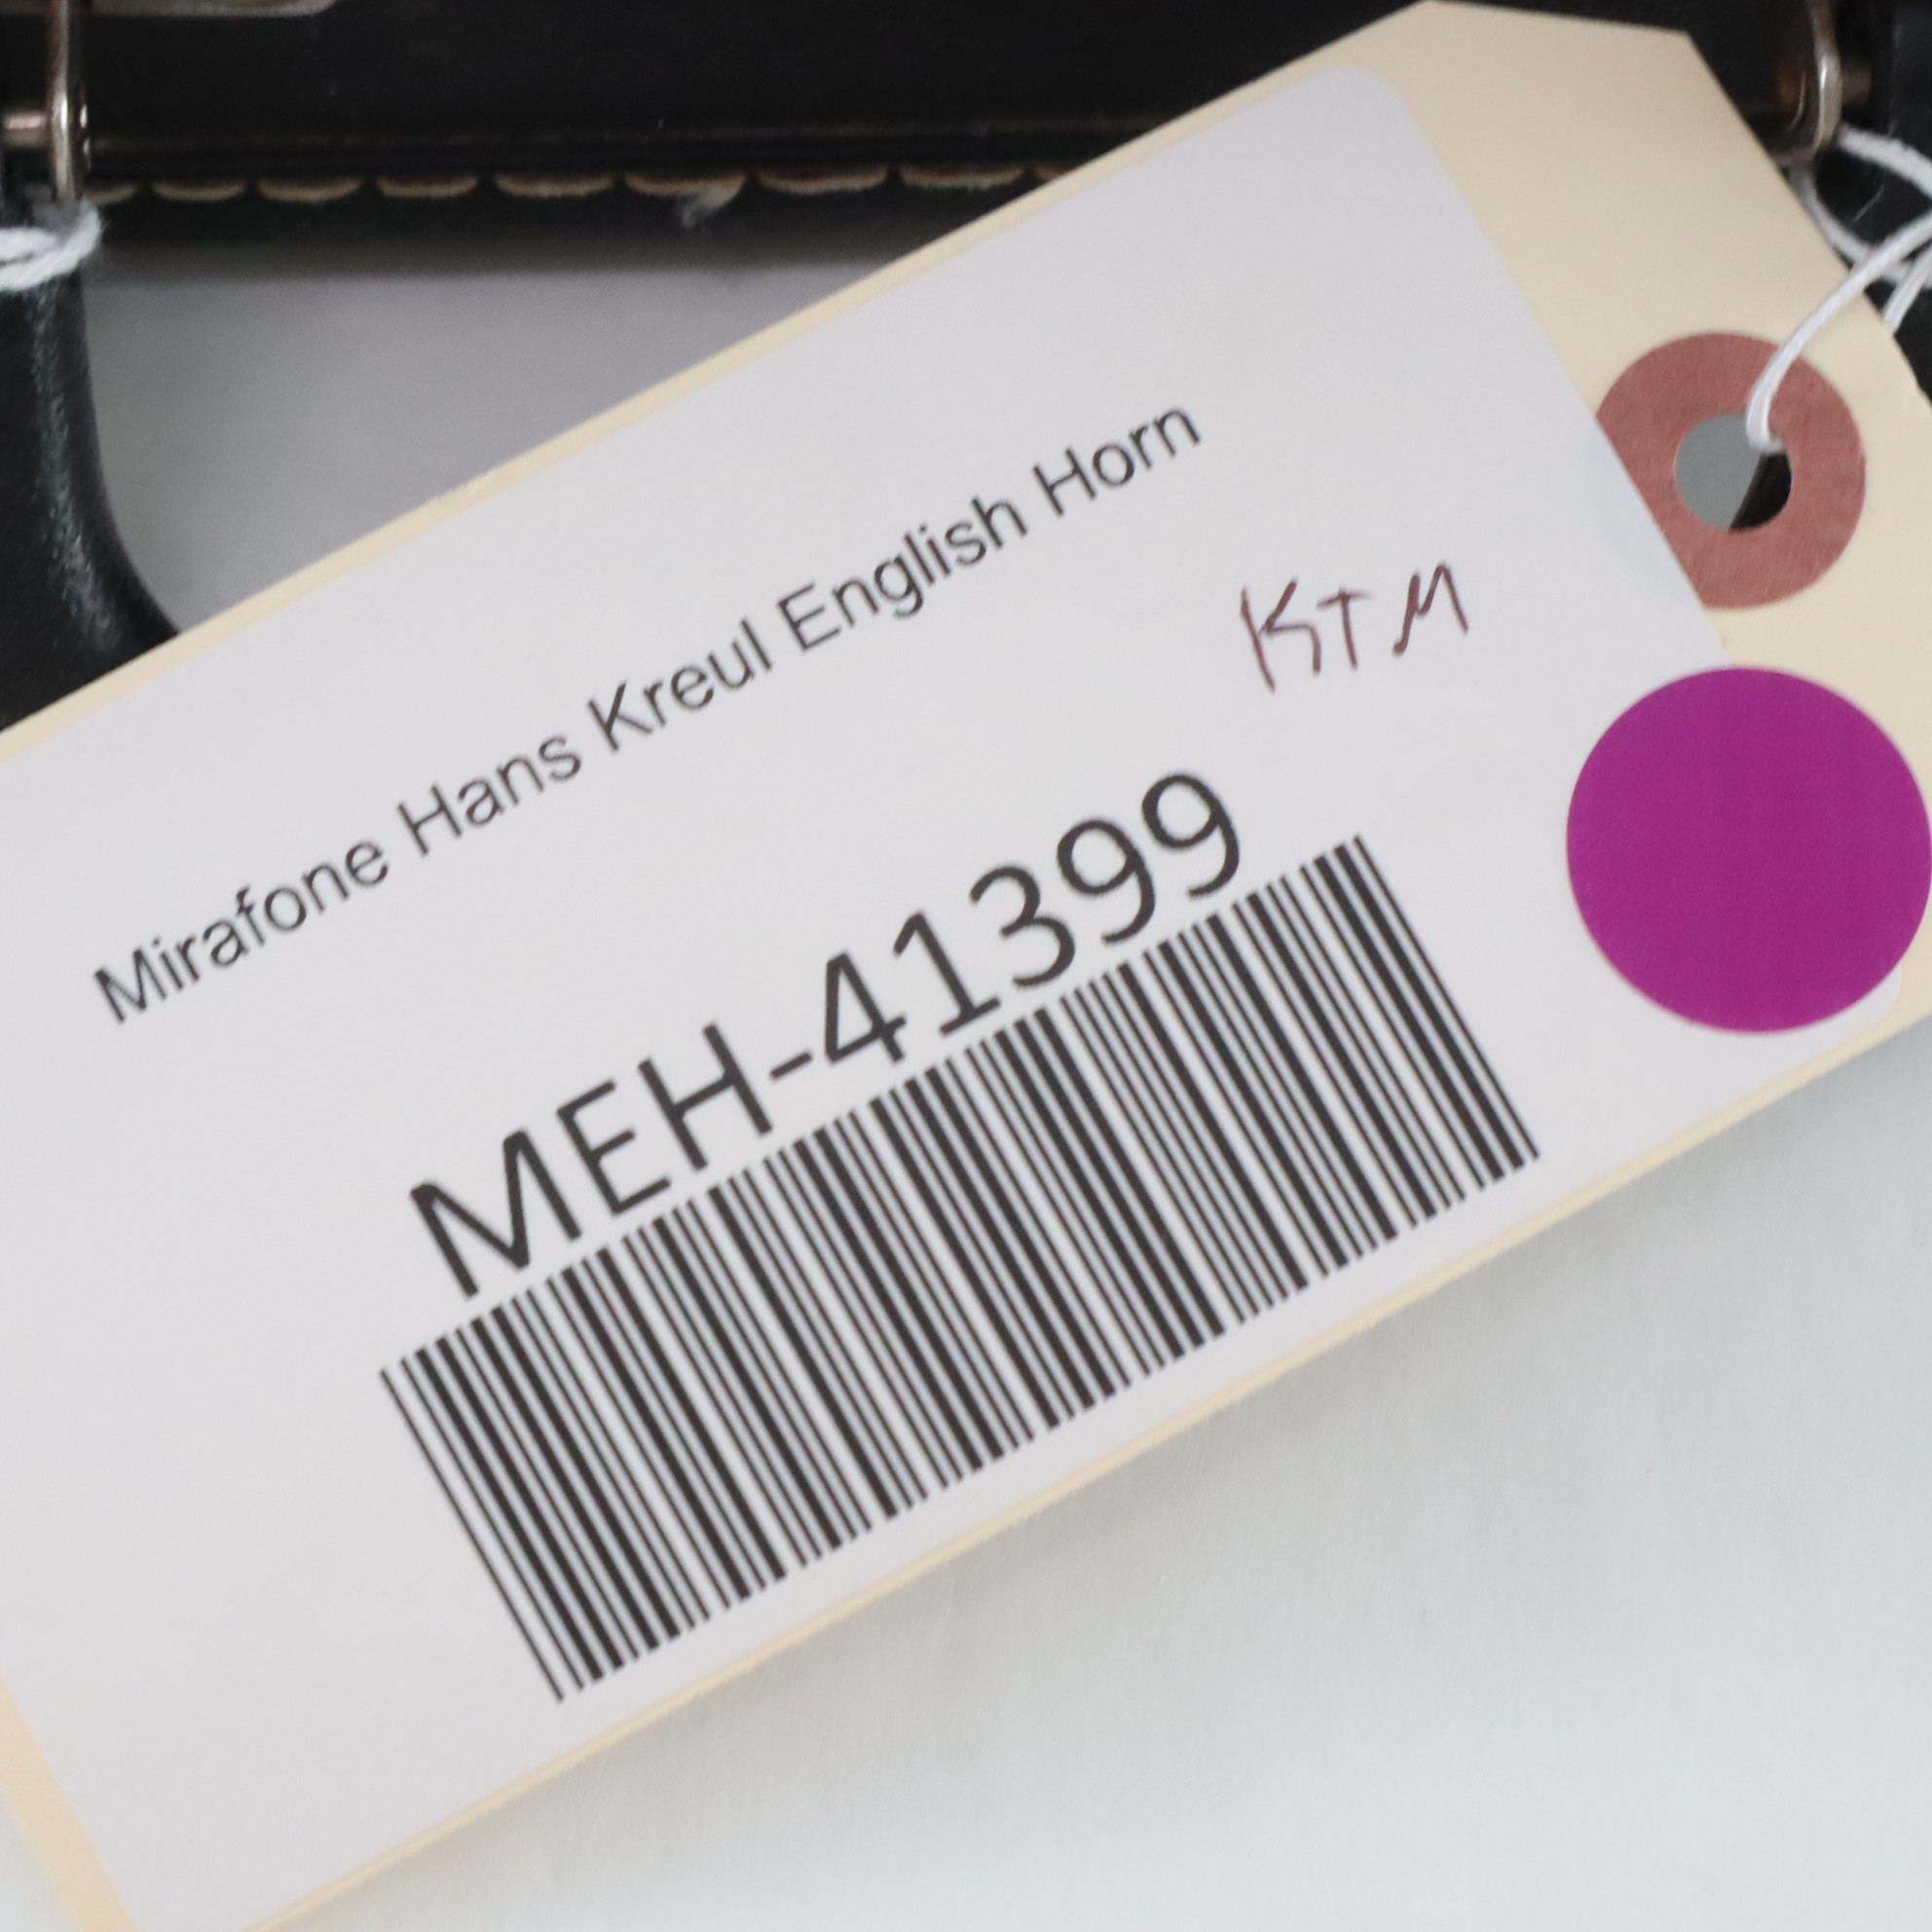 Mirafone Hans Kreul English Horn
KTM
MEH-41399